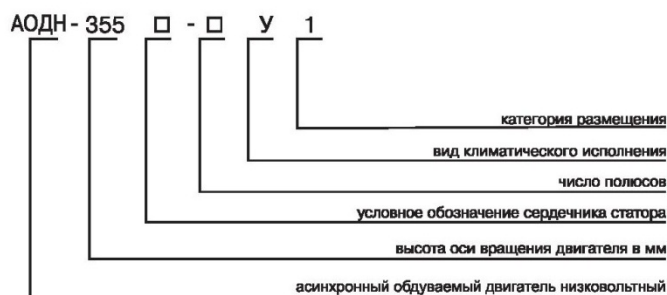 АОДН - 355 □ - □ У 1
категория размещения
вид климатического исполнения
число полюсов
условное обозначение сердечника статора
высота оси вращения двигателя в мм
асинхронный обдуваемый двигатель низковольтный